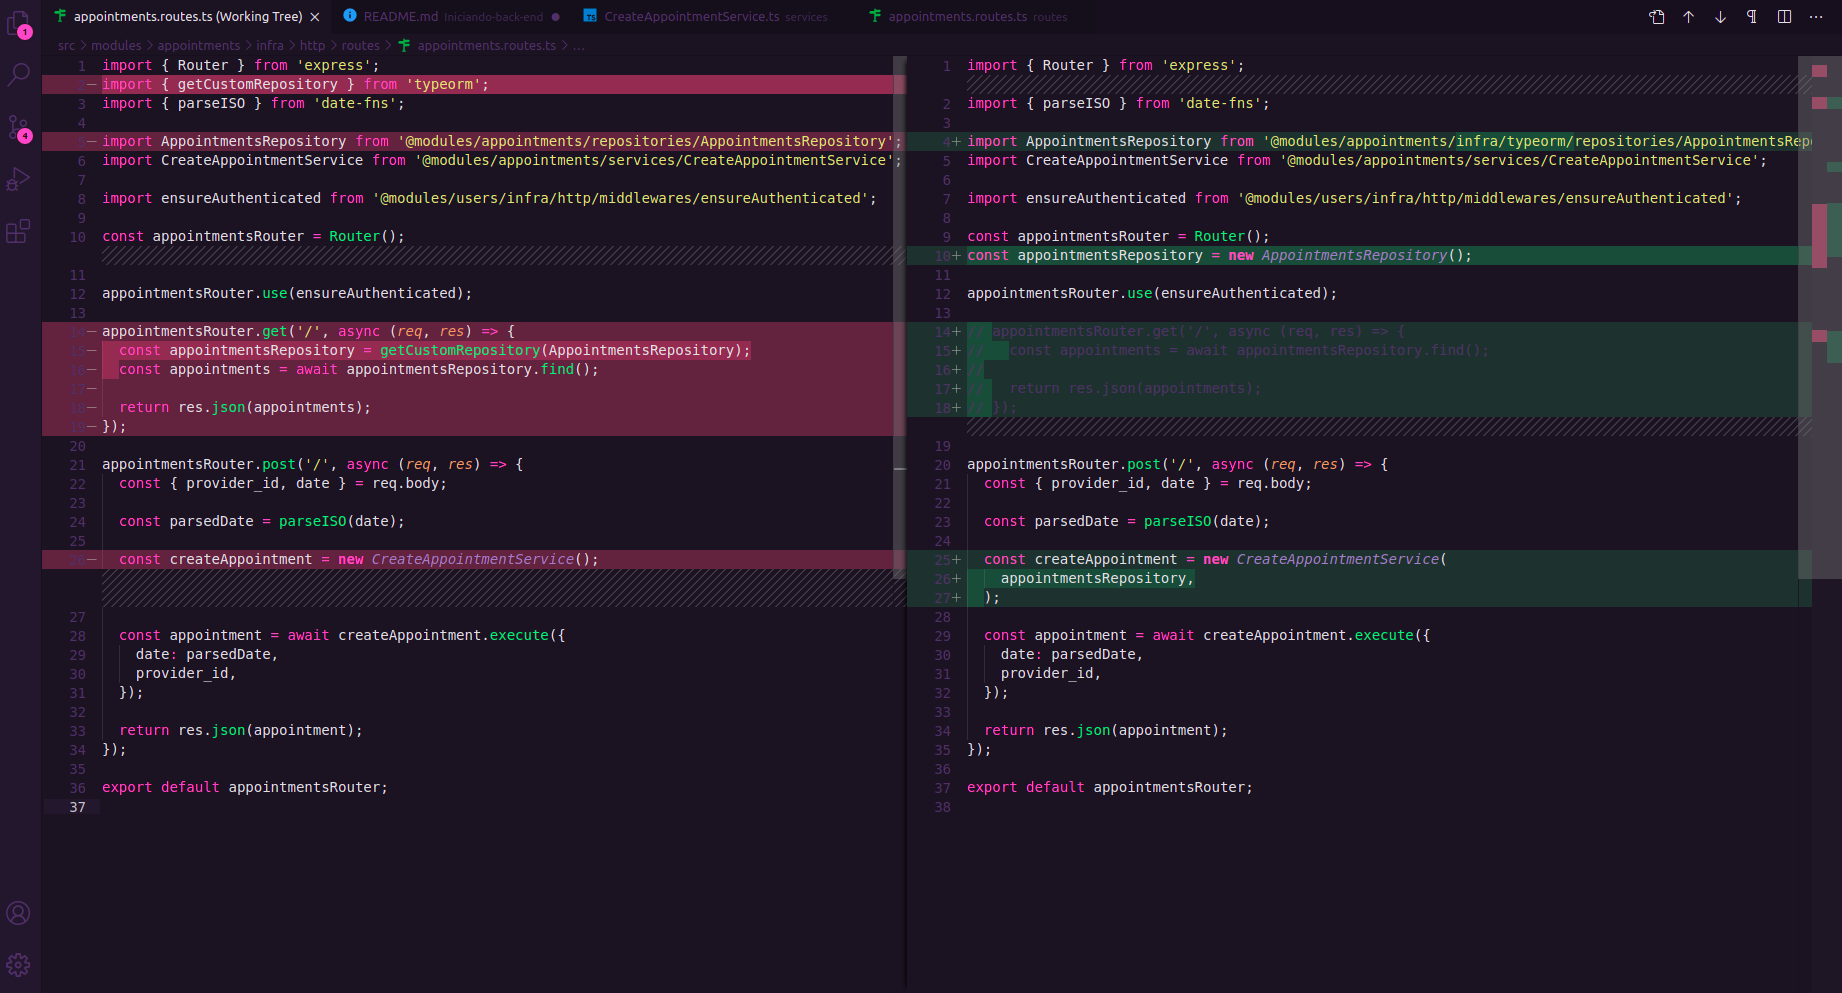 1
appointments.routes.ts (Working Tree)
README.md Iniciando-back-end
TS CreateAppointmentService.ts services
appointments.routes.ts routes
4
src > modules > appointments > infra > http > routes > appointments.routes.ts > ...
1 import { Router } from 'express';
2 — import { getCustomRepository } from 'typeorm';
3 import { parseISO } from 'date-fns';
4
5 — import AppointmentsRepository from '@modules/appointments/repositories/AppointmentsRepository';
6 import CreateAppointmentService from '@modules/appointments/services/CreateAppointmentService';
7
8 import ensureAuthenticated from '@modules/users/infra/http/middlewares/ensureAuthenticated';
9
10 const appointmentsRouter = Router();
11
12 appointmentsRouter.use(ensureAuthenticated);
13
14 — appointmentsRouter.get('/', async (req, res) => {
15 — const appointmentsRepository = getCustomRepository(AppointmentsRepository);
16 — const appointments = await appointmentsRepository.find();
17 —
18 — return res.json(appointments);
19 — });
20
21 appointmentsRouter.post('/', async (req, res) => {
22 const { provider_id, date } = req.body;
23
24 const parsedDate = parseISO(date);
25
26 — const createAppointment = new CreateAppointmentService();
27
28 const appointment = await createAppointment.execute({
29 date: parsedDate,
30 provider_id,
31 });
32
33 return res.json(appointment);
34 });
35
36 export default appointmentsRouter;
37
1 import { Router } from 'express';
2 import { parseISO } from 'date-fns';
3
4+ import AppointmentsRepository from '@modules/appointments/infra/typeorm/repositories/AppointmentsRep
5 import CreateAppointmentService from '@modules/appointments/services/CreateAppointmentService';
6
7 import ensureAuthenticated from '@modules/users/infra/http/middlewares/ensureAuthenticated';
8
9 const appointmentsRouter = Router();
10+ const appointmentsRepository = new AppointmentsRepository();
11
12 appointmentsRouter.use(ensureAuthenticated);
13
14+ // appointmentsRouter.get('/', async (req, res) => {
15+ // const appointments = await appointmentsRepository.find();
16+ //
17+ // return res.json(appointments);
18+ // });
19
20 appointmentsRouter.post('/', async (req, res) => {
21 const { provider_id, date } = req.body;
22
23 const parsedDate = parseISO(date);
24
25+ const createAppointment = new CreateAppointmentService(
26+ appointmentsRepository,
27+ );
28
29 const appointment = await createAppointment.execute({
30 date: parsedDate,
31 provider_id,
32 });
33
34 return res.json(appointment);
35 });
36
37 export default appointmentsRouter;
38